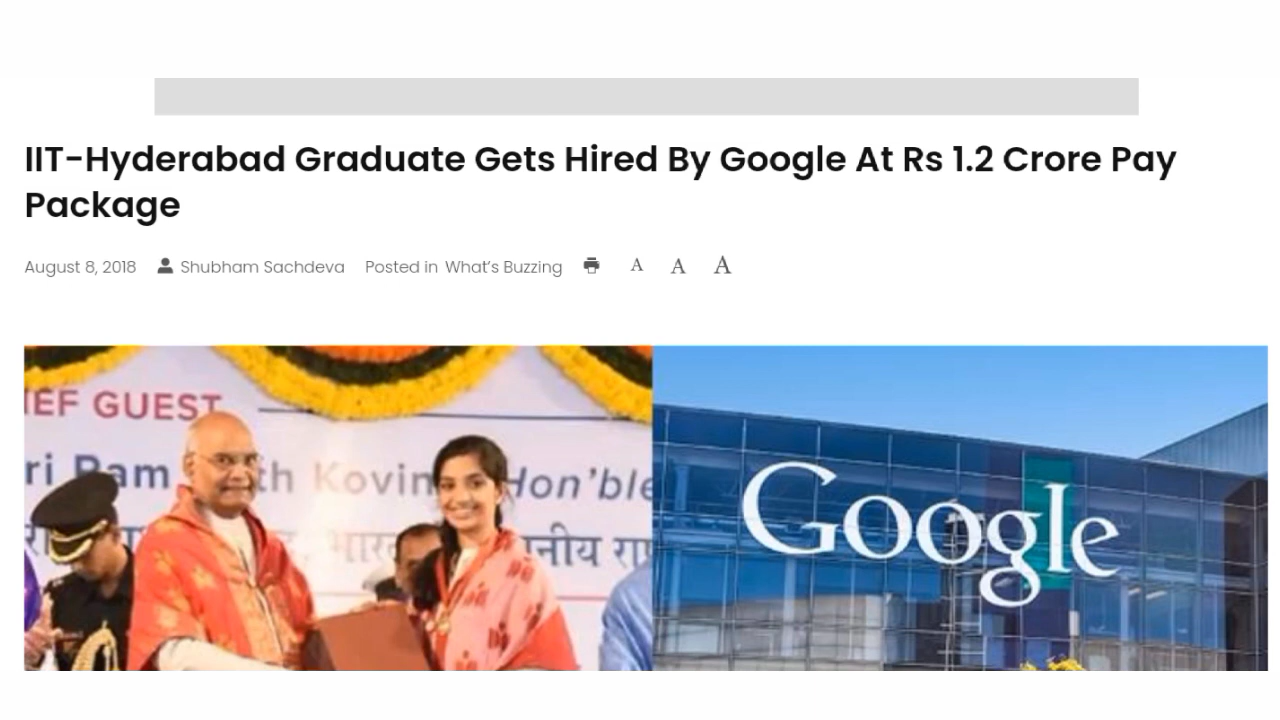 IIT-Hyderabad Graduate Gets Hired By Google At Rs 1.2 Crore Pay
Package
August 8, 2018 Shubham Sachdeva Posted in What's Buzzing A A A
IEF GUEST
ri Ram th Kovin Hon'ble
भार नीय रा
Google